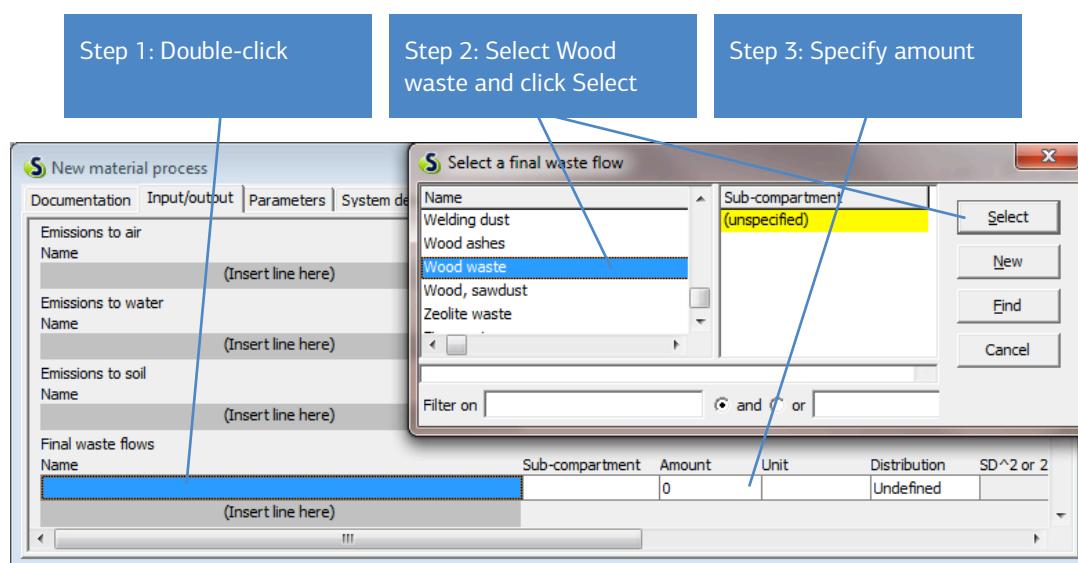 Step 1: Double-click
Step 2: Select Wood
waste and click Select
Step 3: Specify amount
New material process
Documentation Input/output Parameters System de
Emissions to air
Name
(Insert line here)
Emissions to water
Name
(Insert line here)
Emissions to soil
Name
(Insert line here)
Final waste flows
Name Sub-compartment Amount Unit Distribution SD^2 or 2
0 Undefined
(Insert line here)
Select a final waste flow
Name Sub-compartment
Welding dust (unspecified)
Wood ashes
Wood waste
Wood, sawdust
Zeolite waste
Select
New
Find
Cancel
Filter on and or